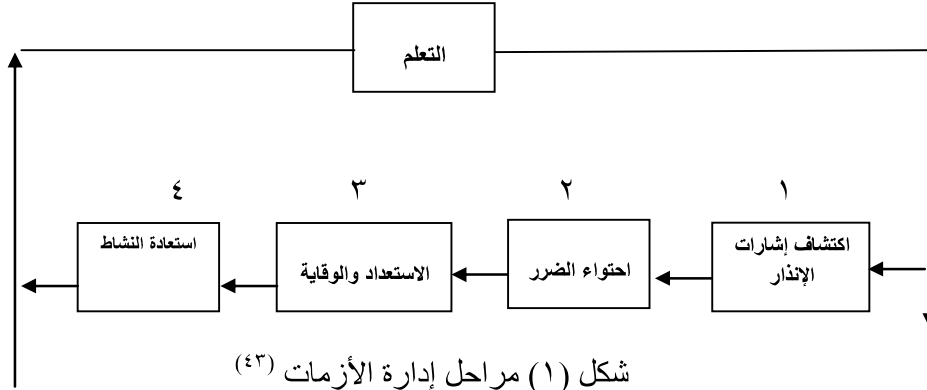 التعلم
١
٢
٣
٤
اكتشاف إشارات
الإنذار
احتواء الضرر
الاستعداد والوقاية
استعادة النشاط
شكل (١) مراحل إدارة الأزمات (٤٣)